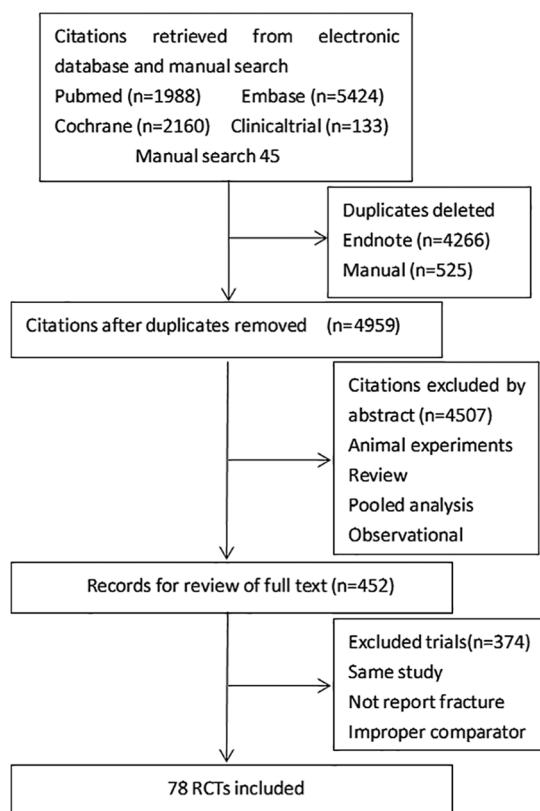 Citations retrieved from electronic
database and manual search
Pubmed (n=1988) Embase (n=5424)
Cochrane (n=2160) Clinicaltrial (n=133)
Manual search 45
Duplicates deleted
Endnote (n=4266)
Manual (n=525)
Citations after duplicates removed (n=4959)
Citations excluded by
abstract (n=4507)
Animal experiments
Review
Pooled analysis
Observational
Records for review of full text (n=452)
Excluded trials(n=374)
Same study
Not report fracture
Improper comparator
78 RCTs included